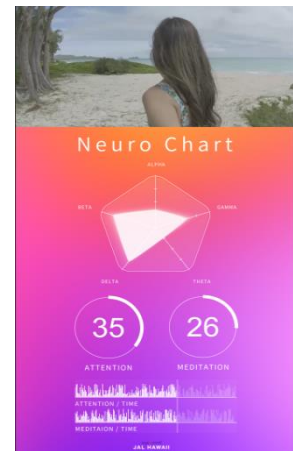 Neuro Chart
ALPHA
BETA
GAMMA
DELTA
THETA
35
26
ATTENTION
MEDITATION
ATTENTION / TIME
MEDITAION / TIME
JAL HAWAII